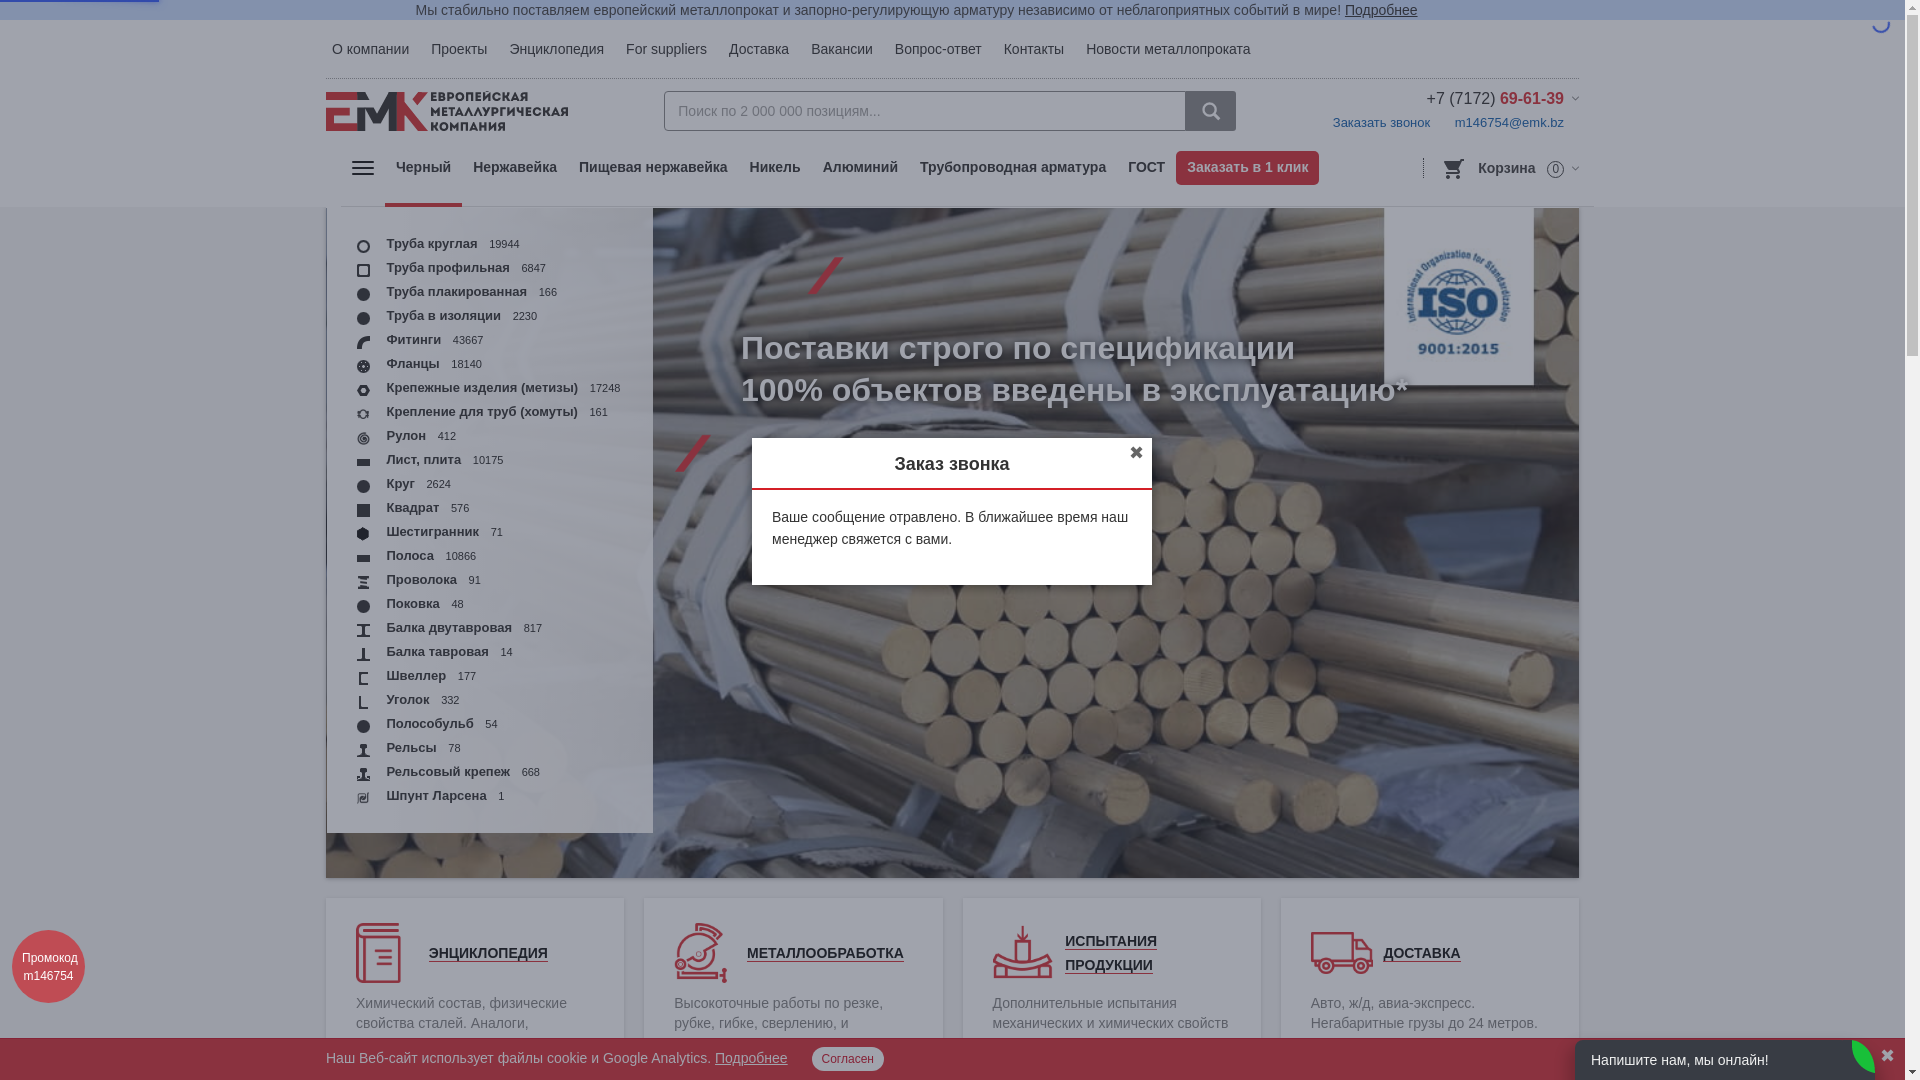 Мы стабильно поставляем европейский металлопрокат и запорно-регулирующую арматуру независимо от неблагоприятных событий в мире! Подробнее
О компании Проекты Энциклопедия For suppliers Доставка Вакансии Вопрос-ответ Контакты Новости металлопроката
ЕМК ЕВРОПЕЙСКАЯ
МЕТАЛЛУРГИЧЕСКАЯ
КОМПАНИЯ
Поиск по 2 000 000 позициям...
+7 (7172) 69-61-39
Заказать звонок m146754@emk.bz
Черный Нержавейка Пищевая нержавейка Никель Алюминий Трубопроводная арматура ГОСТ Заказать в 1 клик
Корзина 0
Труба круглая 19944
Труба профильная 6847
Труба плакированная 166
Труба в изоляции 2230
Фитинги 43667
Фланцы 18140
Крепежные изделия (метизы) 17248
Крепление для труб (хомуты) 161
Рулон 412
Лист, плита 10175
Круг 2624
Квадрат 576
Шестигранник 71
Полоса 10866
Проволока 91
Поковка 48
Балка двутавровая 817
Балка тавровая 14
Швеллер 177
Уголок 332
Полособульб 54
Рельсы 78
Рельсовый крепеж 668
Шпунт Ларсена 1
International Organization for Standardization
ISO
9001:2015
Поставки строго по спецификации
100% объектов введены в эксплуатацию*
Заказ звонка
✖
Ваше сообщение отравлено. В ближайшее время наш
менеджер свяжется с вами.
ЭНЦИКЛОПЕДИЯ
Химический состав, физические
свойства сталей. Аналоги,
МЕТАЛЛООБРАБОТКА
Высокоточные работы по резке,
рубке, гибке, сверлению, и
ИСПЫТАНИЯ
ПРОДУКЦИИ
Дополнительные испытания
механических и химических свойств
ДОСТАВКА
Авто, ж/д, авиа-экспресс.
Негабаритные грузы до 24 метров.
Промокод
m146754
Наш Веб-сайт использует файлы cookie и Google Analytics. Подробнее Согласен
Напишите нам, мы онлайн!
✖